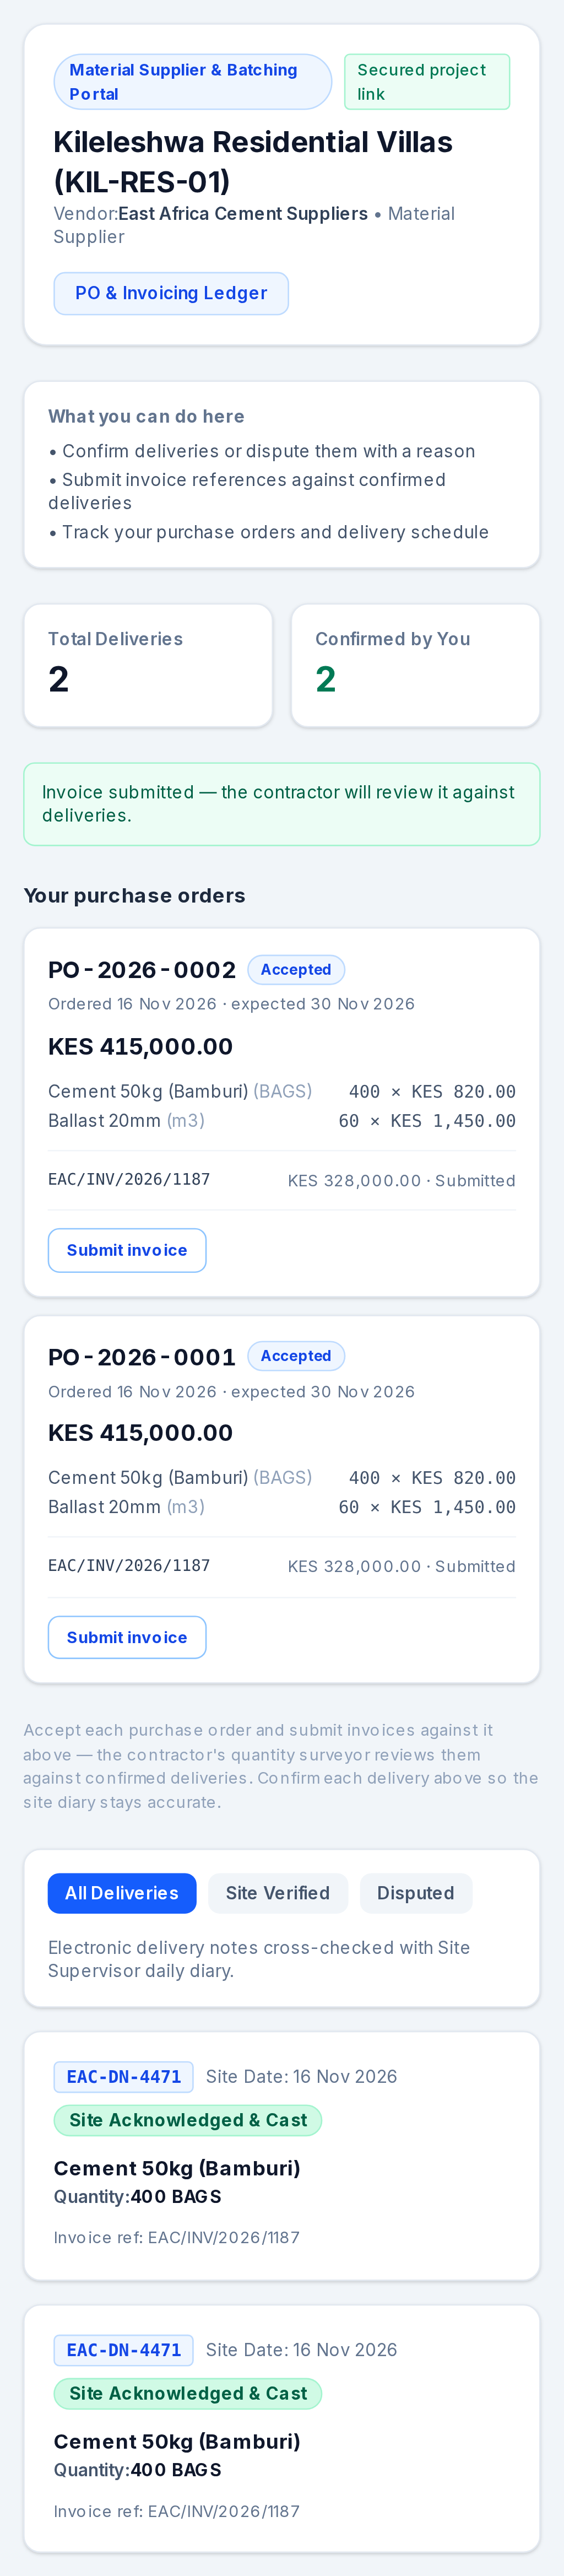 Material Supplier & Batching
Portal
Secured project
link
Kileleshwa Residential Villas
(KIL-RES-01)
Vendor:East Africa Cement Suppliers • Material
Supplier
PO & Invoicing Ledger
What you can do here
• Confirm deliveries or dispute them with a reason
• Submit invoice references against confirmed
deliveries
• Track your purchase orders and delivery schedule
Total Deliveries
2
Confirmed by You
2
Invoice submitted — the contractor will review it against
deliveries.
Your purchase orders
PO-2026-0002 Accepted
Ordered 16 Nov 2026 · expected 30 Nov 2026
KES 415,000.00
Cement 50kg (Bamburi) (BAGS) 400 × KES 820.00
Ballast 20mm (m3) 60 × KES 1,450.00
EAC/INV/2026/1187 KES 328,000.00 · Submitted
Submit invoice
PO-2026-0001 Accepted
Ordered 16 Nov 2026 · expected 30 Nov 2026
KES 415,000.00
Cement 50kg (Bamburi) (BAGS) 400 × KES 820.00
Ballast 20mm (m3) 60 × KES 1,450.00
EAC/INV/2026/1187 KES 328,000.00 · Submitted
Submit invoice
Accept each purchase order and submit invoices against it
above — the contractor's quantity surveyor reviews them
against confirmed deliveries. Confirm each delivery above so the
site diary stays accurate.
All Deliveries Site Verified Disputed
Electronic delivery notes cross-checked with Site
Supervisor daily diary.
EAC-DN-4471 Site Date: 16 Nov 2026
Site Acknowledged & Cast
Cement 50kg (Bamburi)
Quantity:400 BAGS
Invoice ref: EAC/INV/2026/1187
EAC-DN-4471 Site Date: 16 Nov 2026
Site Acknowledged & Cast
Cement 50kg (Bamburi)
Quantity:400 BAGS
Invoice ref: EAC/INV/2026/1187